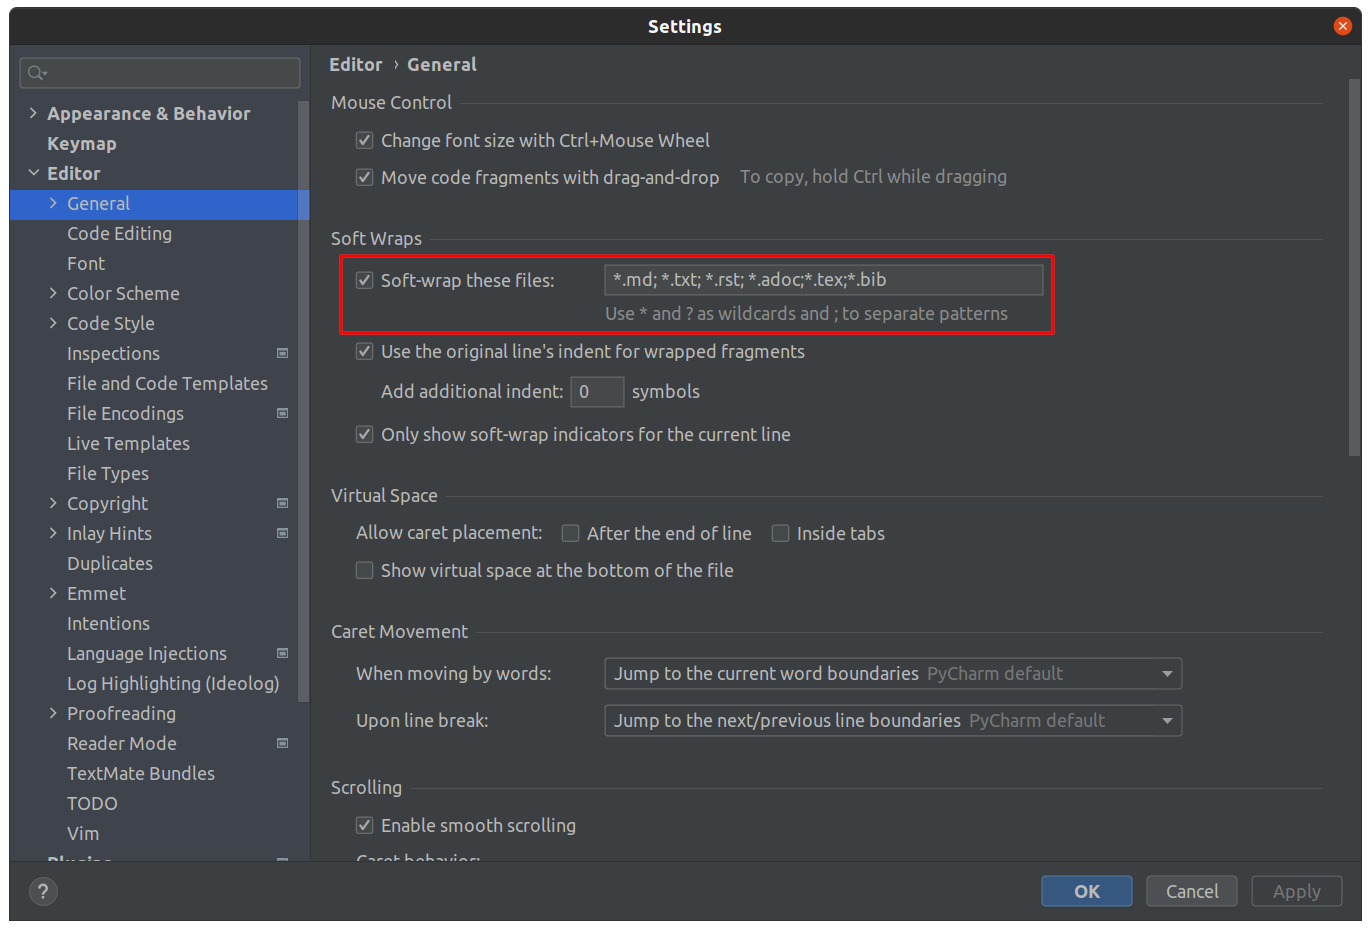 Settings
Appearance & Behavior
Keymap
Editor
General
Code Editing
Font
Color Scheme
Code Style
Inspections
File and Code Templates
File Encodings
Live Templates
File Types
Copyright
Inlay Hints
Duplicates
Emmet
Intentions
Language Injections
Log Highlighting (Ideolog)
Proofreading
Reader Mode
TextMate Bundles
TODO
Vim
Plugins
Editor › General
Mouse Control
Change font size with Ctrl+Mouse Wheel
Move code fragments with drag-and-drop To copy, hold Ctrl while dragging
Soft Wraps
Soft-wrap these files: *.md; *.txt; *.rst; *.adoc;*.tex;*.bib
Use * and ? as wildcards and ; to separate patterns
Use the original line's indent for wrapped fragments
Add additional indent: 0 symbols
Only show soft-wrap indicators for the current line
Virtual Space
Allow caret placement: After the end of line Inside tabs
Show virtual space at the bottom of the file
Caret Movement
When moving by words: Jump to the current word boundaries PyCharm default
Upon line break: Jump to the next/previous line boundaries PyCharm default
Scrolling
Enable smooth scrolling
Caret behavior:
? OK Cancel Apply